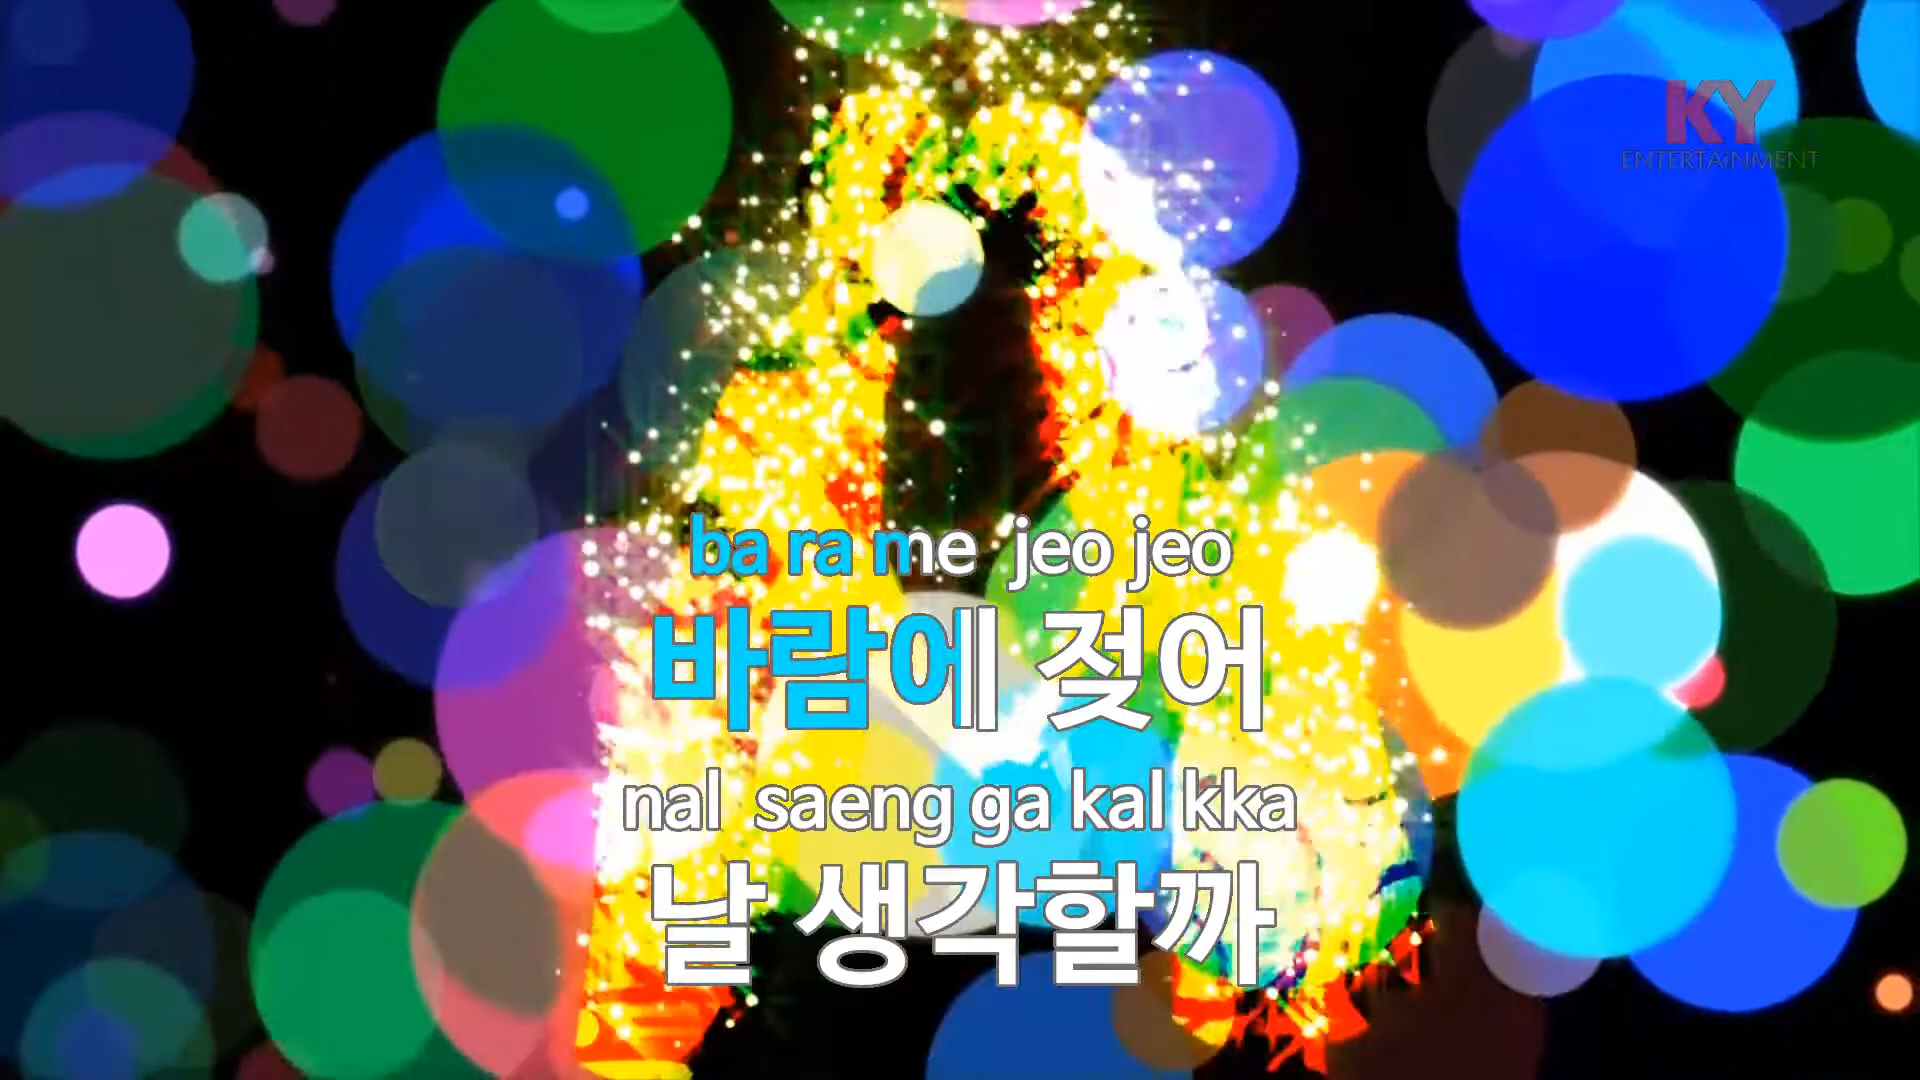 KY
ENTERTAiNMENT
ba ra me jeo jeo
바람에 젖어
nal saeng ga kal kka
날 생각할까